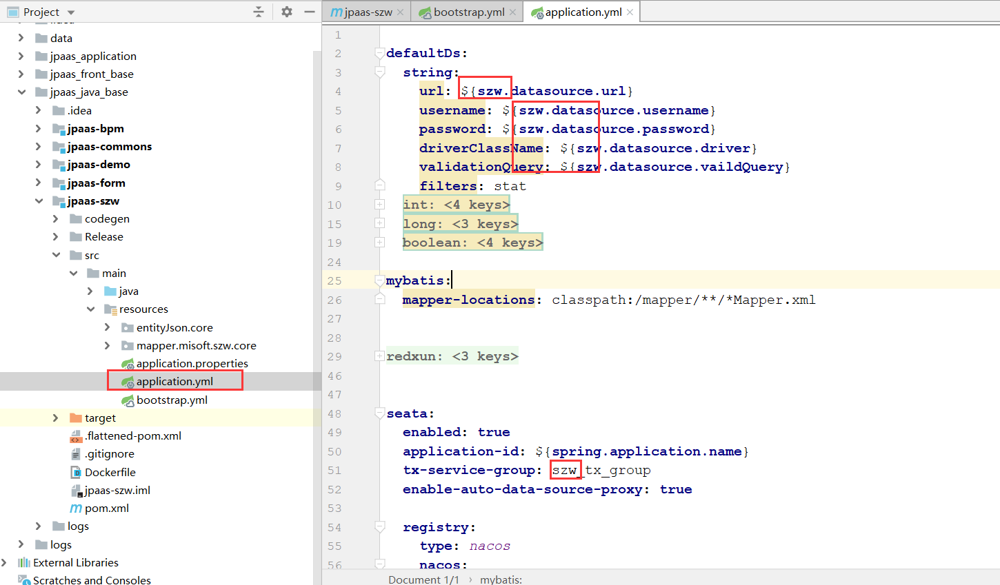 Project
jpaas-szw
bootstrap.yml
application.yml
data
jpaas_application
jpaas_front_base
jpaas_java_base
.idea
jpaas-bpm
jpaas-commons
jpaas-demo
jpaas-form
jpaas-szw
codegen
Release
src
main
java
resources
entityJson.core
mapper.misoft.szw.core
application.properties
application.yml
bootstrap.yml
target
.flattened-pom.xml
.gitignore
Dockerfile
jpaas-szw.iml
pom.xml
logs
logs
External Libraries
Scratches and Consoles
1
2 defaultDs:
3 string:
4 url: ${szw.datasource.url}
5 username: ${szw.datasource.username}
6 password: ${szw.datasource.password}
7 driverClassName: ${szw.datasource.driver}
8 validationQuery: ${szw.datasource.vaildQuery}
9 filters: stat
10 int: <4 keys>
15 long: <3 keys>
19 boolean: <4 keys>
24
25 mybatis:
26 mapper-locations: classpath:/mapper/**/*Mapper.xml
27
28
29 redxun: <3 keys>
46
47
48 seata:
49 enabled: true
50 application-id: ${spring.application.name}
51 tx-service-group: szw_tx_group
52 enable-auto-data-source-proxy: true
53
54 registry:
55 type: nacos
56 nacos:
Document 1/1 › mybatis: